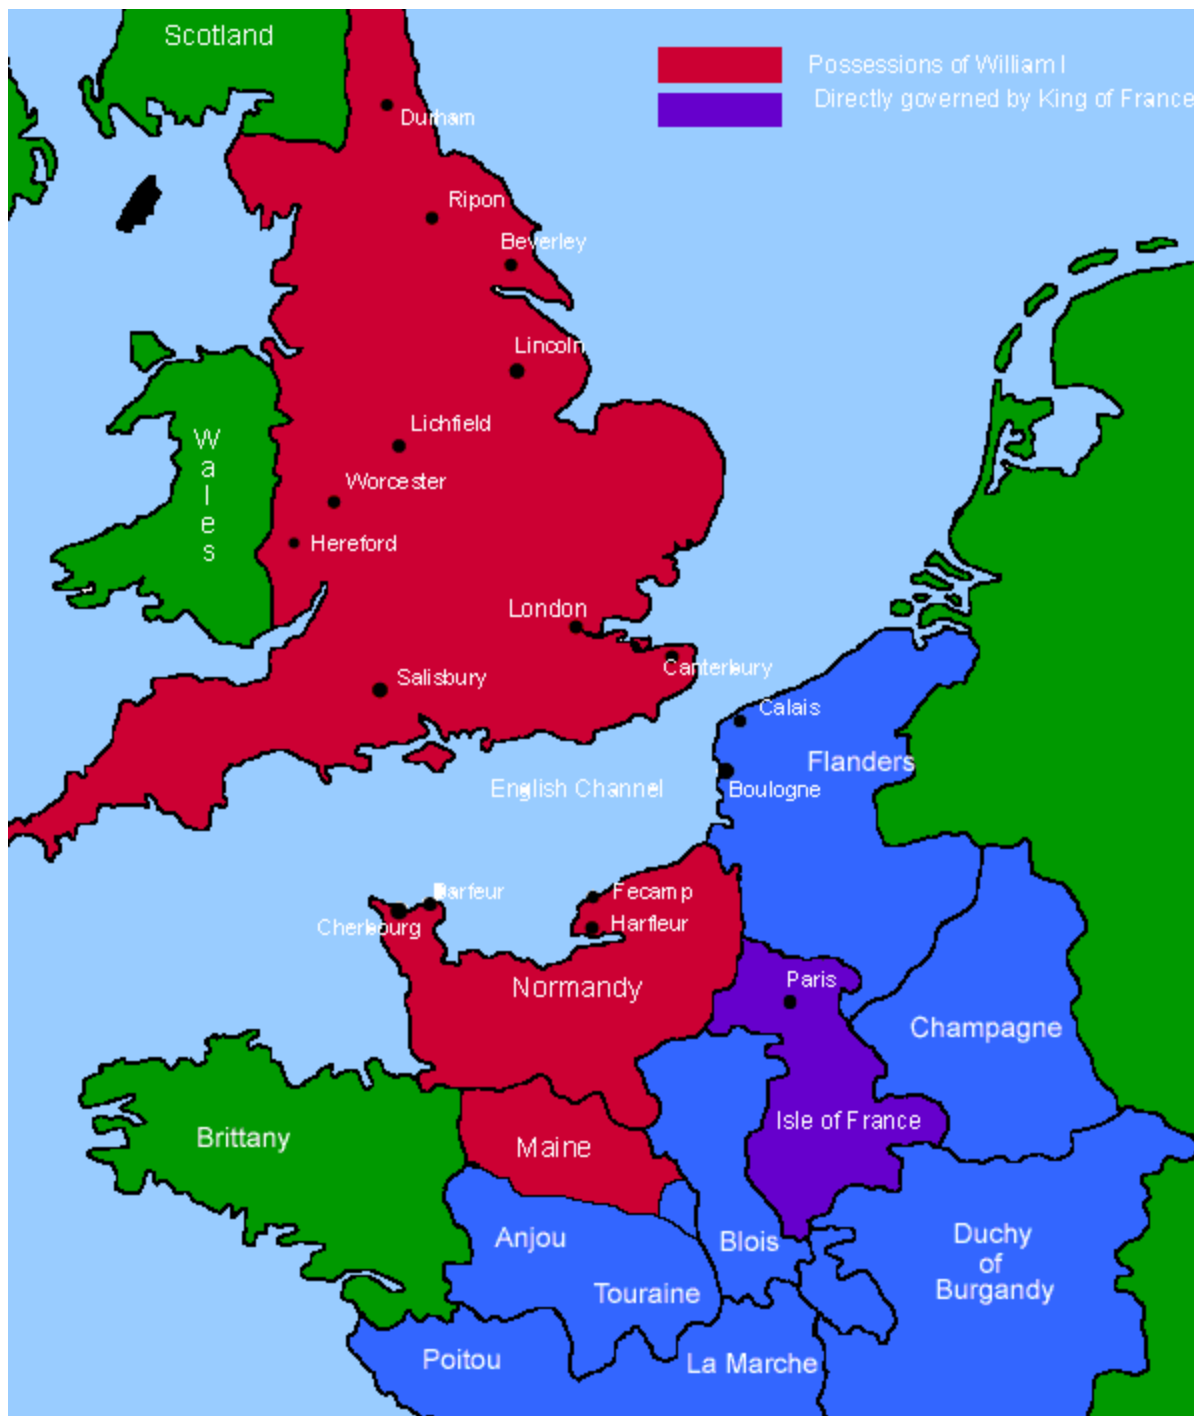 Scotland
Possessions of William I
Directly governed by King of France
Durham
Ripon
Beverley
Lincoln
Lichfield
Wales
Worcester
Hereford
London
Canterbury
Salisbury
Calais
Flanders
English Channel
Boulogne
Barfeur
Fecamp
Cherbourg
Harfleur
Paris
Normandy
Champagne
Isle of France
Brittany
Maine
Anjou
Blois
Duchy
of
Burgandy
Touraine
Poitou
La Marche